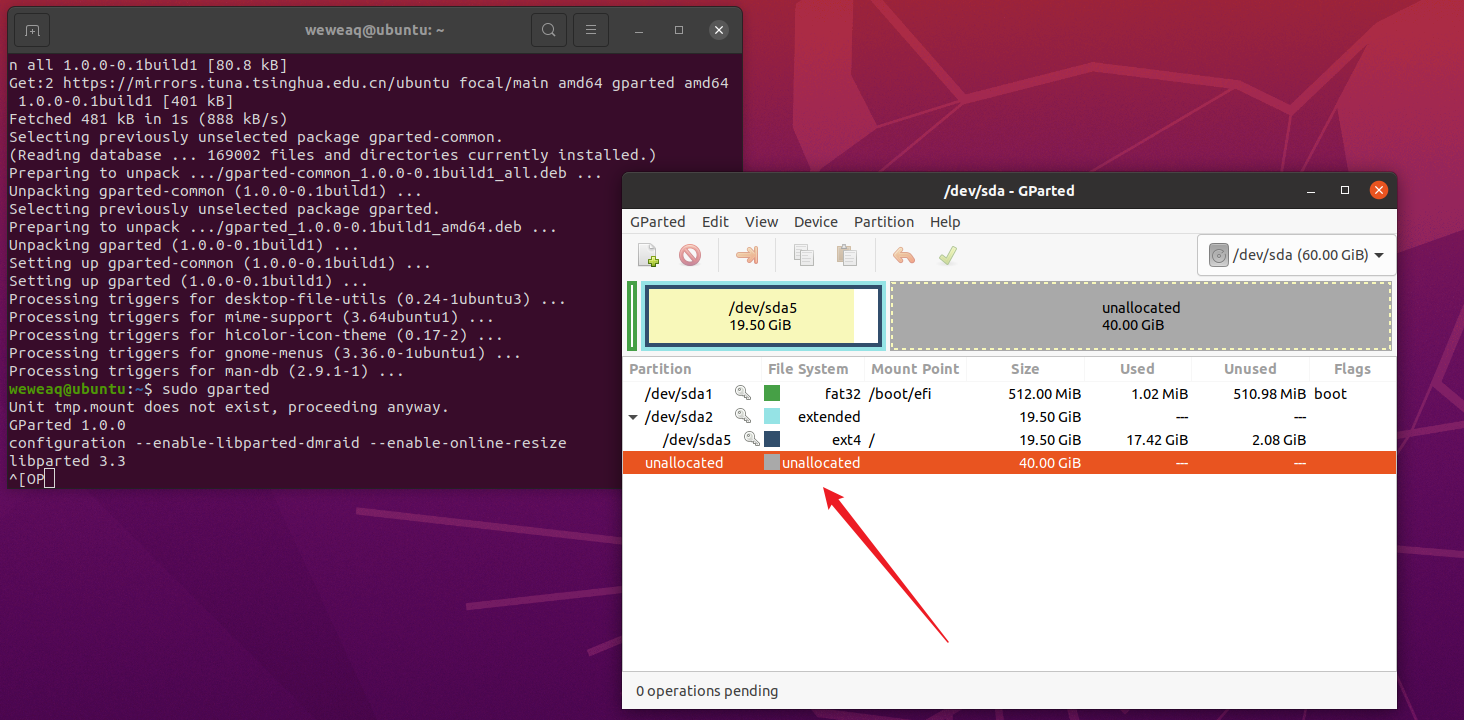 weweaq@ubuntu: ~
n all 1.0.0-0.1build1 [80.8 kB]
Get:2 https://mirrors.tuna.tsinghua.edu.cn/ubuntu focal/main amd64 gparted amd64
1.0.0-0.1build1 [401 kB]
Fetched 481 kB in 1s (888 kB/s)
Selecting previously unselected package gparted-common.
(Reading database ... 169002 files and directories currently installed.)
Preparing to unpack .../gparted-common_1.0.0-0.1build1_all.deb ...
Unpacking gparted-common (1.0.0-0.1build1) ...
Selecting previously unselected package gparted.
Preparing to unpack .../gparted_1.0.0-0.1build1_amd64.deb ...
Unpacking gparted (1.0.0-0.1build1) ...
Setting up gparted-common (1.0.0-0.1build1) ...
Setting up gparted (1.0.0-0.1build1) ...
Processing triggers for desktop-file-utils (0.24-1ubuntu3) ...
Processing triggers for mime-support (3.64ubuntu1) ...
Processing triggers for hicolor-icon-theme (0.17-2) ...
Processing triggers for gnome-menus (3.36.0-1ubuntu1) ...
Processing triggers for man-db (2.9.1-1) ...
weweaq@ubuntu:~$ sudo gparted
Unit tmp.mount does not exist, proceeding anyway.
GParted 1.0.0
configuration --enable-libparted-dmraid --enable-online-resize
libparted 3.3
^[OP
/dev/sda - GParted
GParted Edit View Device Partition Help
/dev/sda (60.00 GiB)
/dev/sda5
19.50 GiB
unallocated
40.00 GiB
Partition File System Mount Point Size Used Unused Flags
/dev/sda1 fat32 /boot/efi 512.00 MiB 1.02 MiB 510.98 MiB boot
/dev/sda2 extended 19.50 GiB --- ---
/dev/sda5 ext4 / 19.50 GiB 17.42 GiB 2.08 GiB
unallocated unallocated 40.00 GiB --- ---
0 operations pending